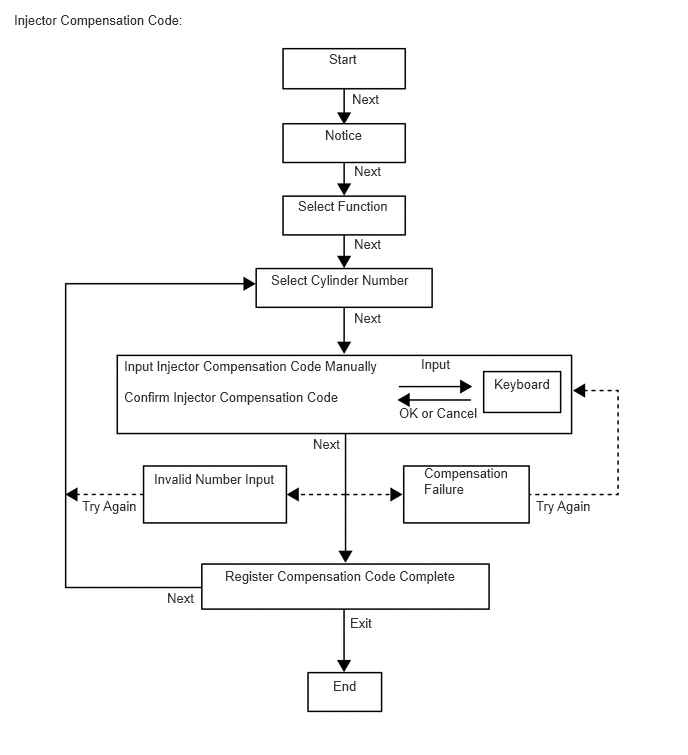 Injector Compensation Code:
Start
Next
Notice
Next
Select Function
Next
Select Cylinder Number
Next
Input Injector Compensation Code Manually
Input
Keyboard
Confirm Injector Compensation Code
OK or Cancel
Next
Invalid Number Input
Compensation
Failure
Try Again
Try Again
Register Compensation Code Complete
Next
Exit
End